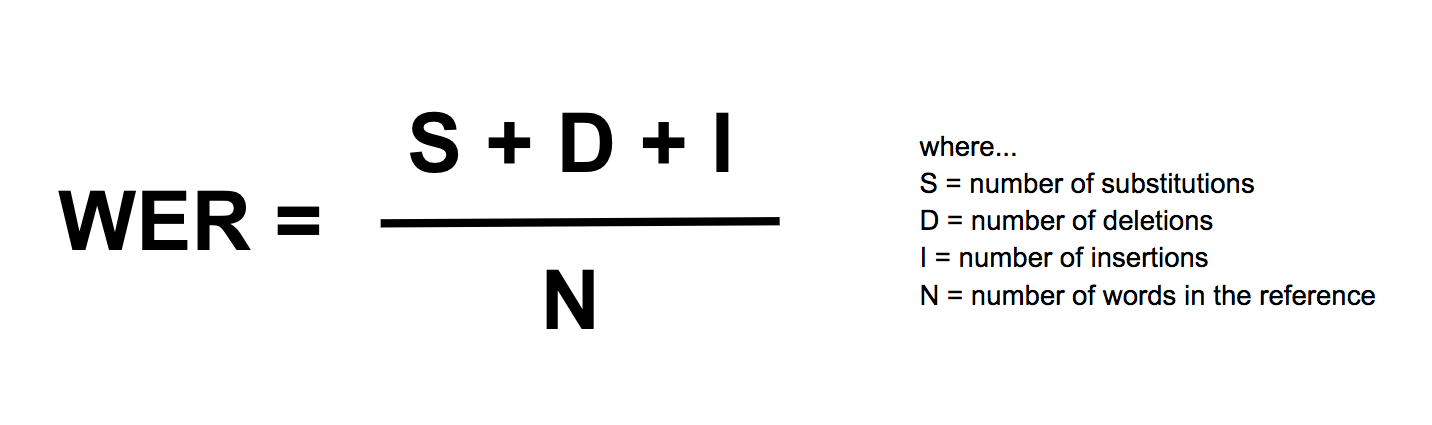 WER =
S + D + I
N
where...
S = number of substitutions
D = number of deletions
I = number of insertions
N = number of words in the reference